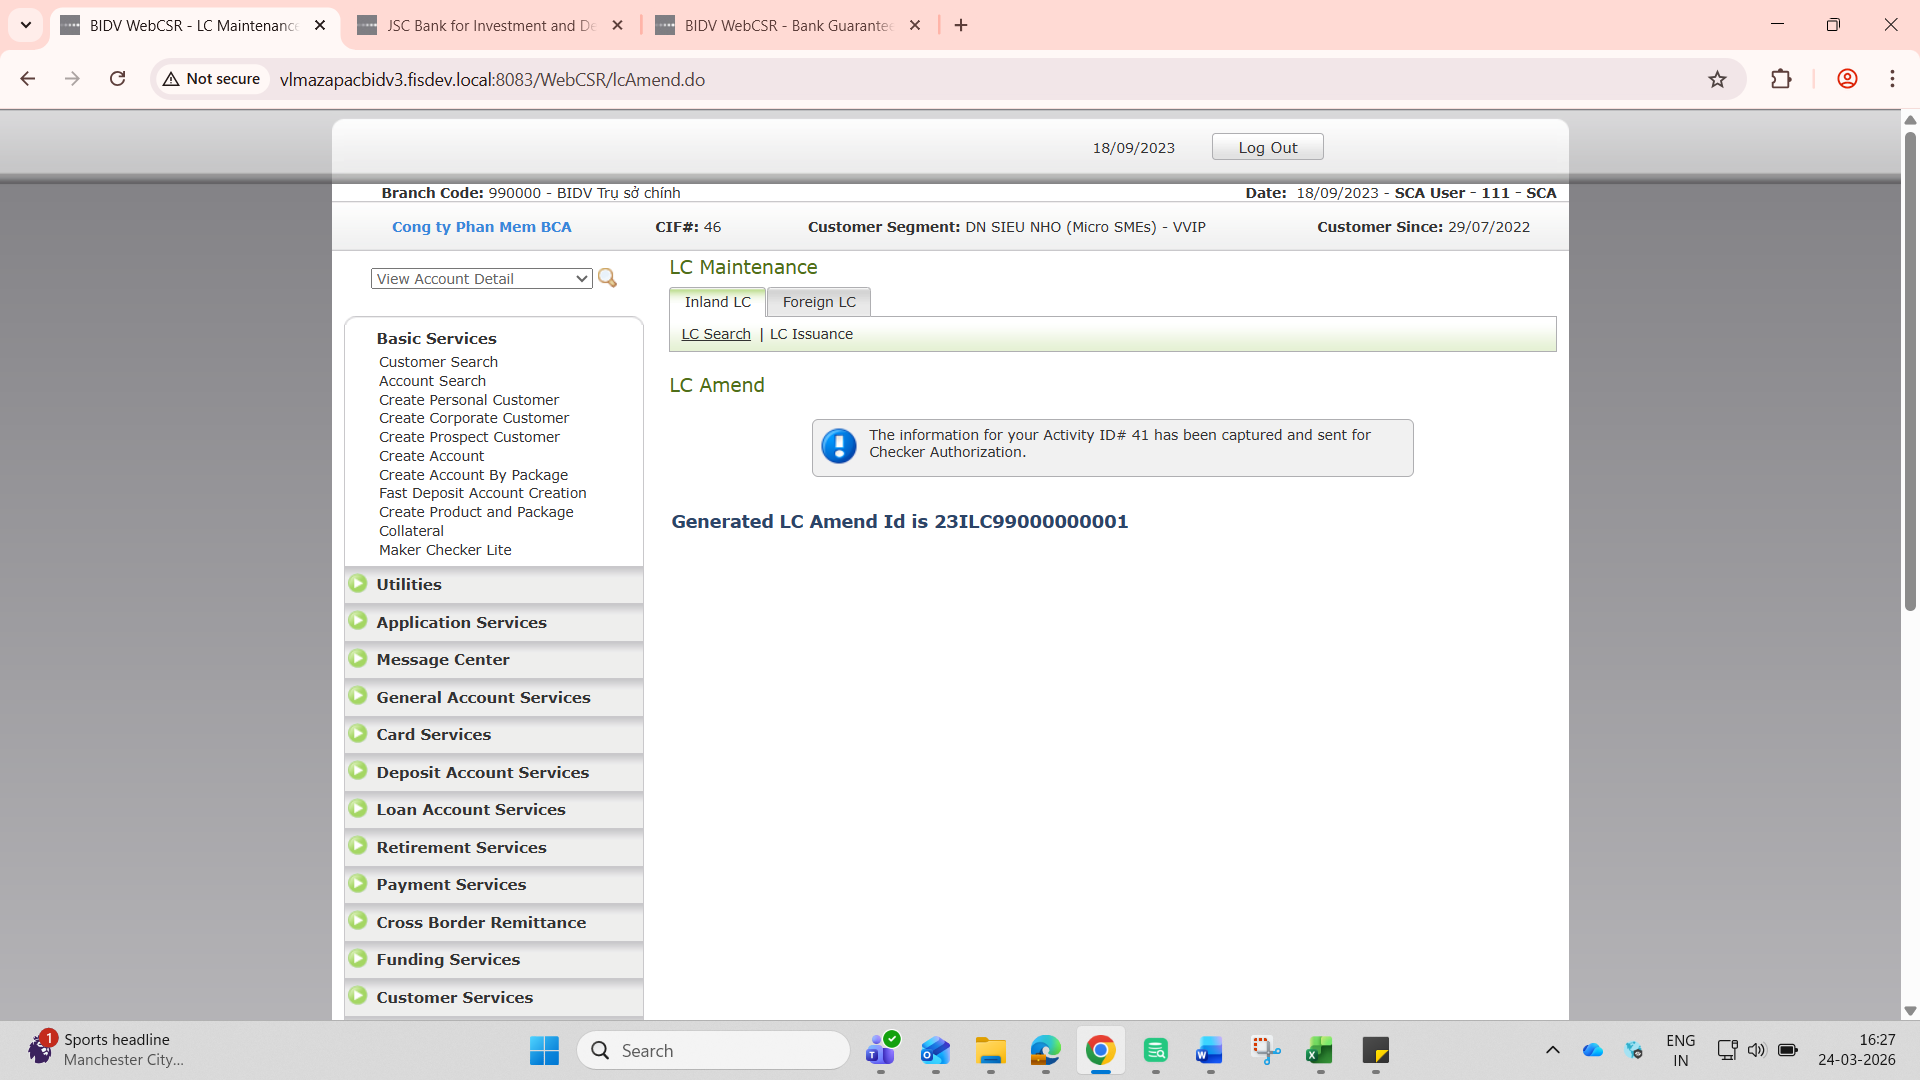 BIDV WebCSR - LC Maintenance
JSC Bank for Investment and De
BIDV WebCSR - Bank Guarantee
Not secure
vlmazapacbidv3.fisdev.local:8083/WebCSR/lcAmend.do
18/09/2023
Log Out
Branch Code: 990000 - BIDV Trụ sở chính
Date: 18/09/2023 - SCA User - 111 - SCA
Cong ty Phan Mem BCA
CIF#: 46
Customer Segment: DN SIEU NHO (Micro SMEs) - VVIP
Customer Since: 29/07/2022
View Account Detail
LC Maintenance
Inland LC
Foreign LC
LC Search | LC Issuance
Basic Services
Customer Search
Account Search
Create Personal Customer
Create Corporate Customer
Create Prospect Customer
Create Account
Create Account By Package
Fast Deposit Account Creation
Create Product and Package
Collateral
Maker Checker Lite
Utilities
Application Services
Message Center
General Account Services
Card Services
Deposit Account Services
Loan Account Services
Retirement Services
Payment Services
Cross Border Remittance
Funding Services
Customer Services
LC Amend
The information for your Activity ID# 41 has been captured and sent for
Checker Authorization.
Generated LC Amend Id is 23ILC99000000001
1
Sports headline
Manchester City...
Search
ENG
IN
16:27
24-03-2026